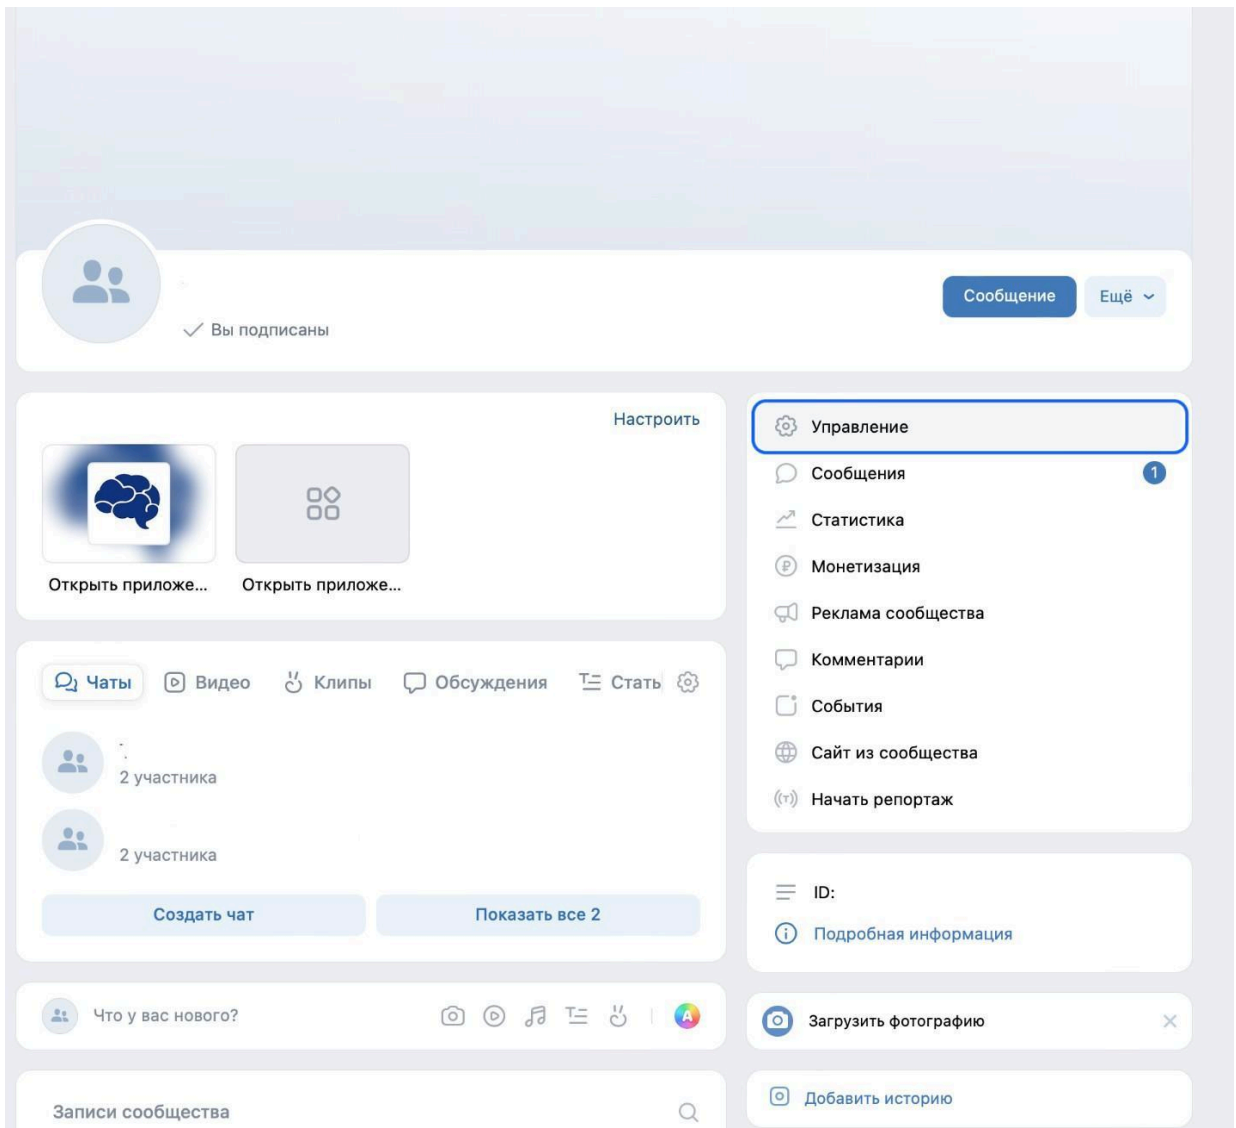 Сообщение
Ещё
Вы подписаны
Настроить
Открыть приложе...
Открыть приложе...
Чаты
Видео
Клипы
Обсуждения
Стать
2 участника
2 участника
Создать чат
Показать все 2
Что у вас нового?
A
Записи сообщества
Управление
Сообщения
1
Статистика
Монетизация
Реклама сообщества
Комментарии
События
Сайт из сообщества
Начать репортаж
ID:
Подробная информация
Загрузить фотографию
Добавить историю